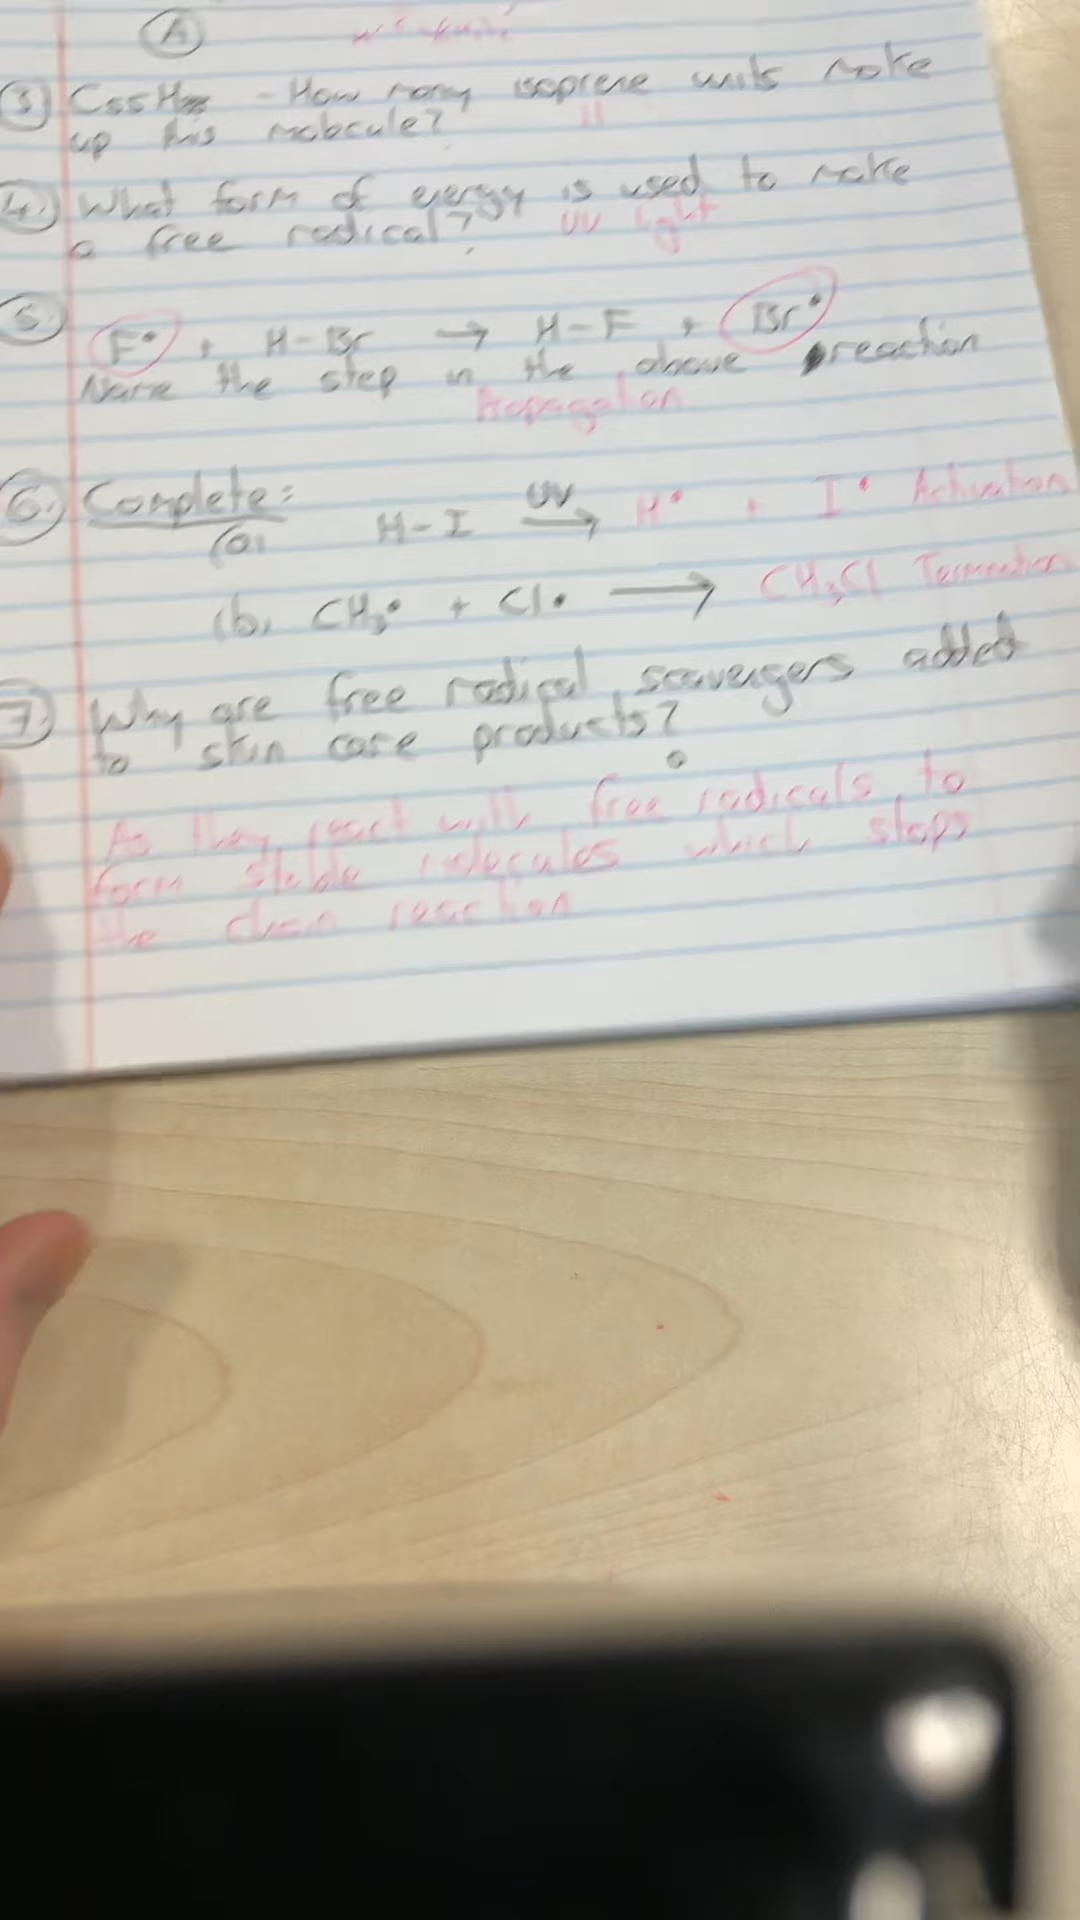 A
3) C55H88 - How many isoprene units make
up this molecule? 11
4.) What form of energy is used to make
a free radical? UV light
5. F• + H-Br → H-F + Br•
Name the step in the above reaction
Propagation
6.) Complete:
(a) H-I UV → H• + I• Activation
(b) CH3• + Cl• → CH3Cl Termination
7.) Why are free radical scavengers added
to skin care products?
As they react with free radicals to
form stable molecules which stops
the chain reaction